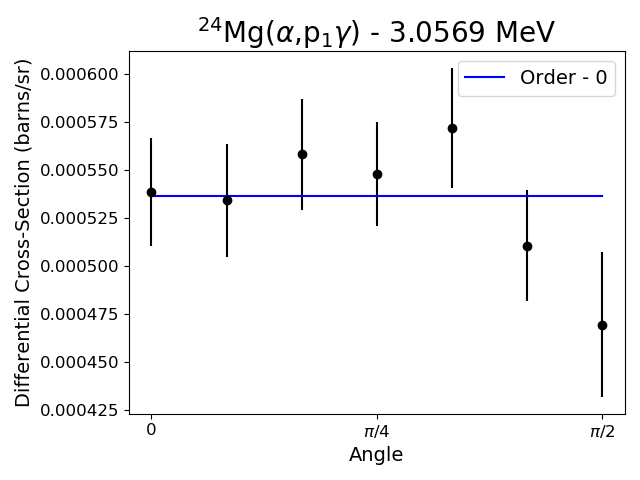 ²⁴Mg(α,p₁γ) - 3.0569 MeV
Order - 0
Differential Cross-Section (barns/sr)
0.000600
0.000575
0.000550
0.000525
0.000500
0.000475
0.000450
0.000425
0
π/4
π/2
Angle